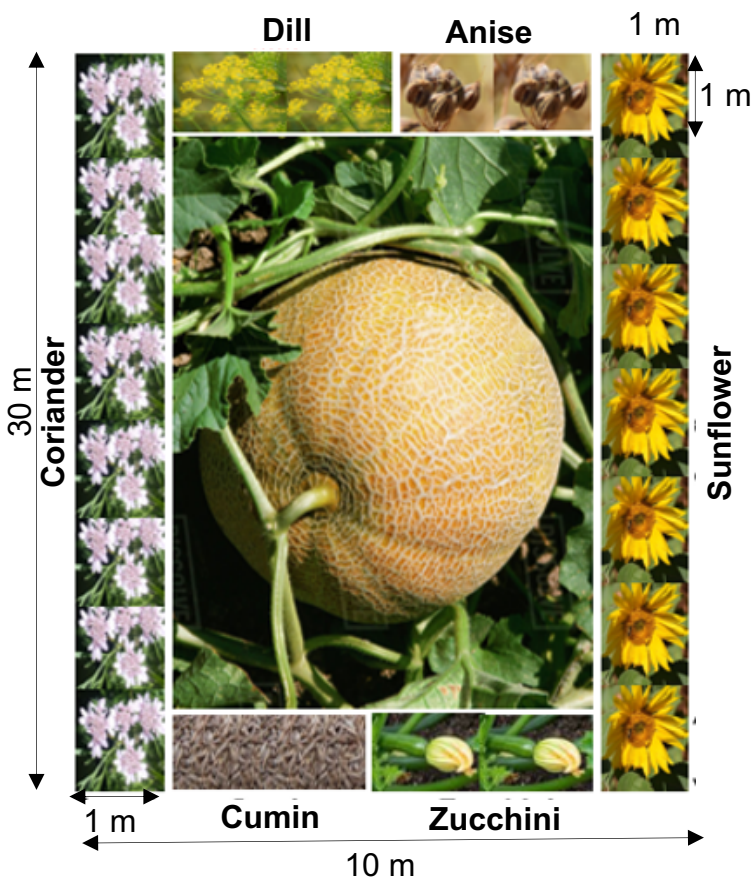 Dill
Anise
1 m
1 m
30 m
Coriander
Sunflower
1 m
Cumin
Zucchini
10 m